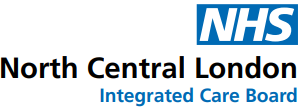 NHS
North Central London
Integrated Care Board